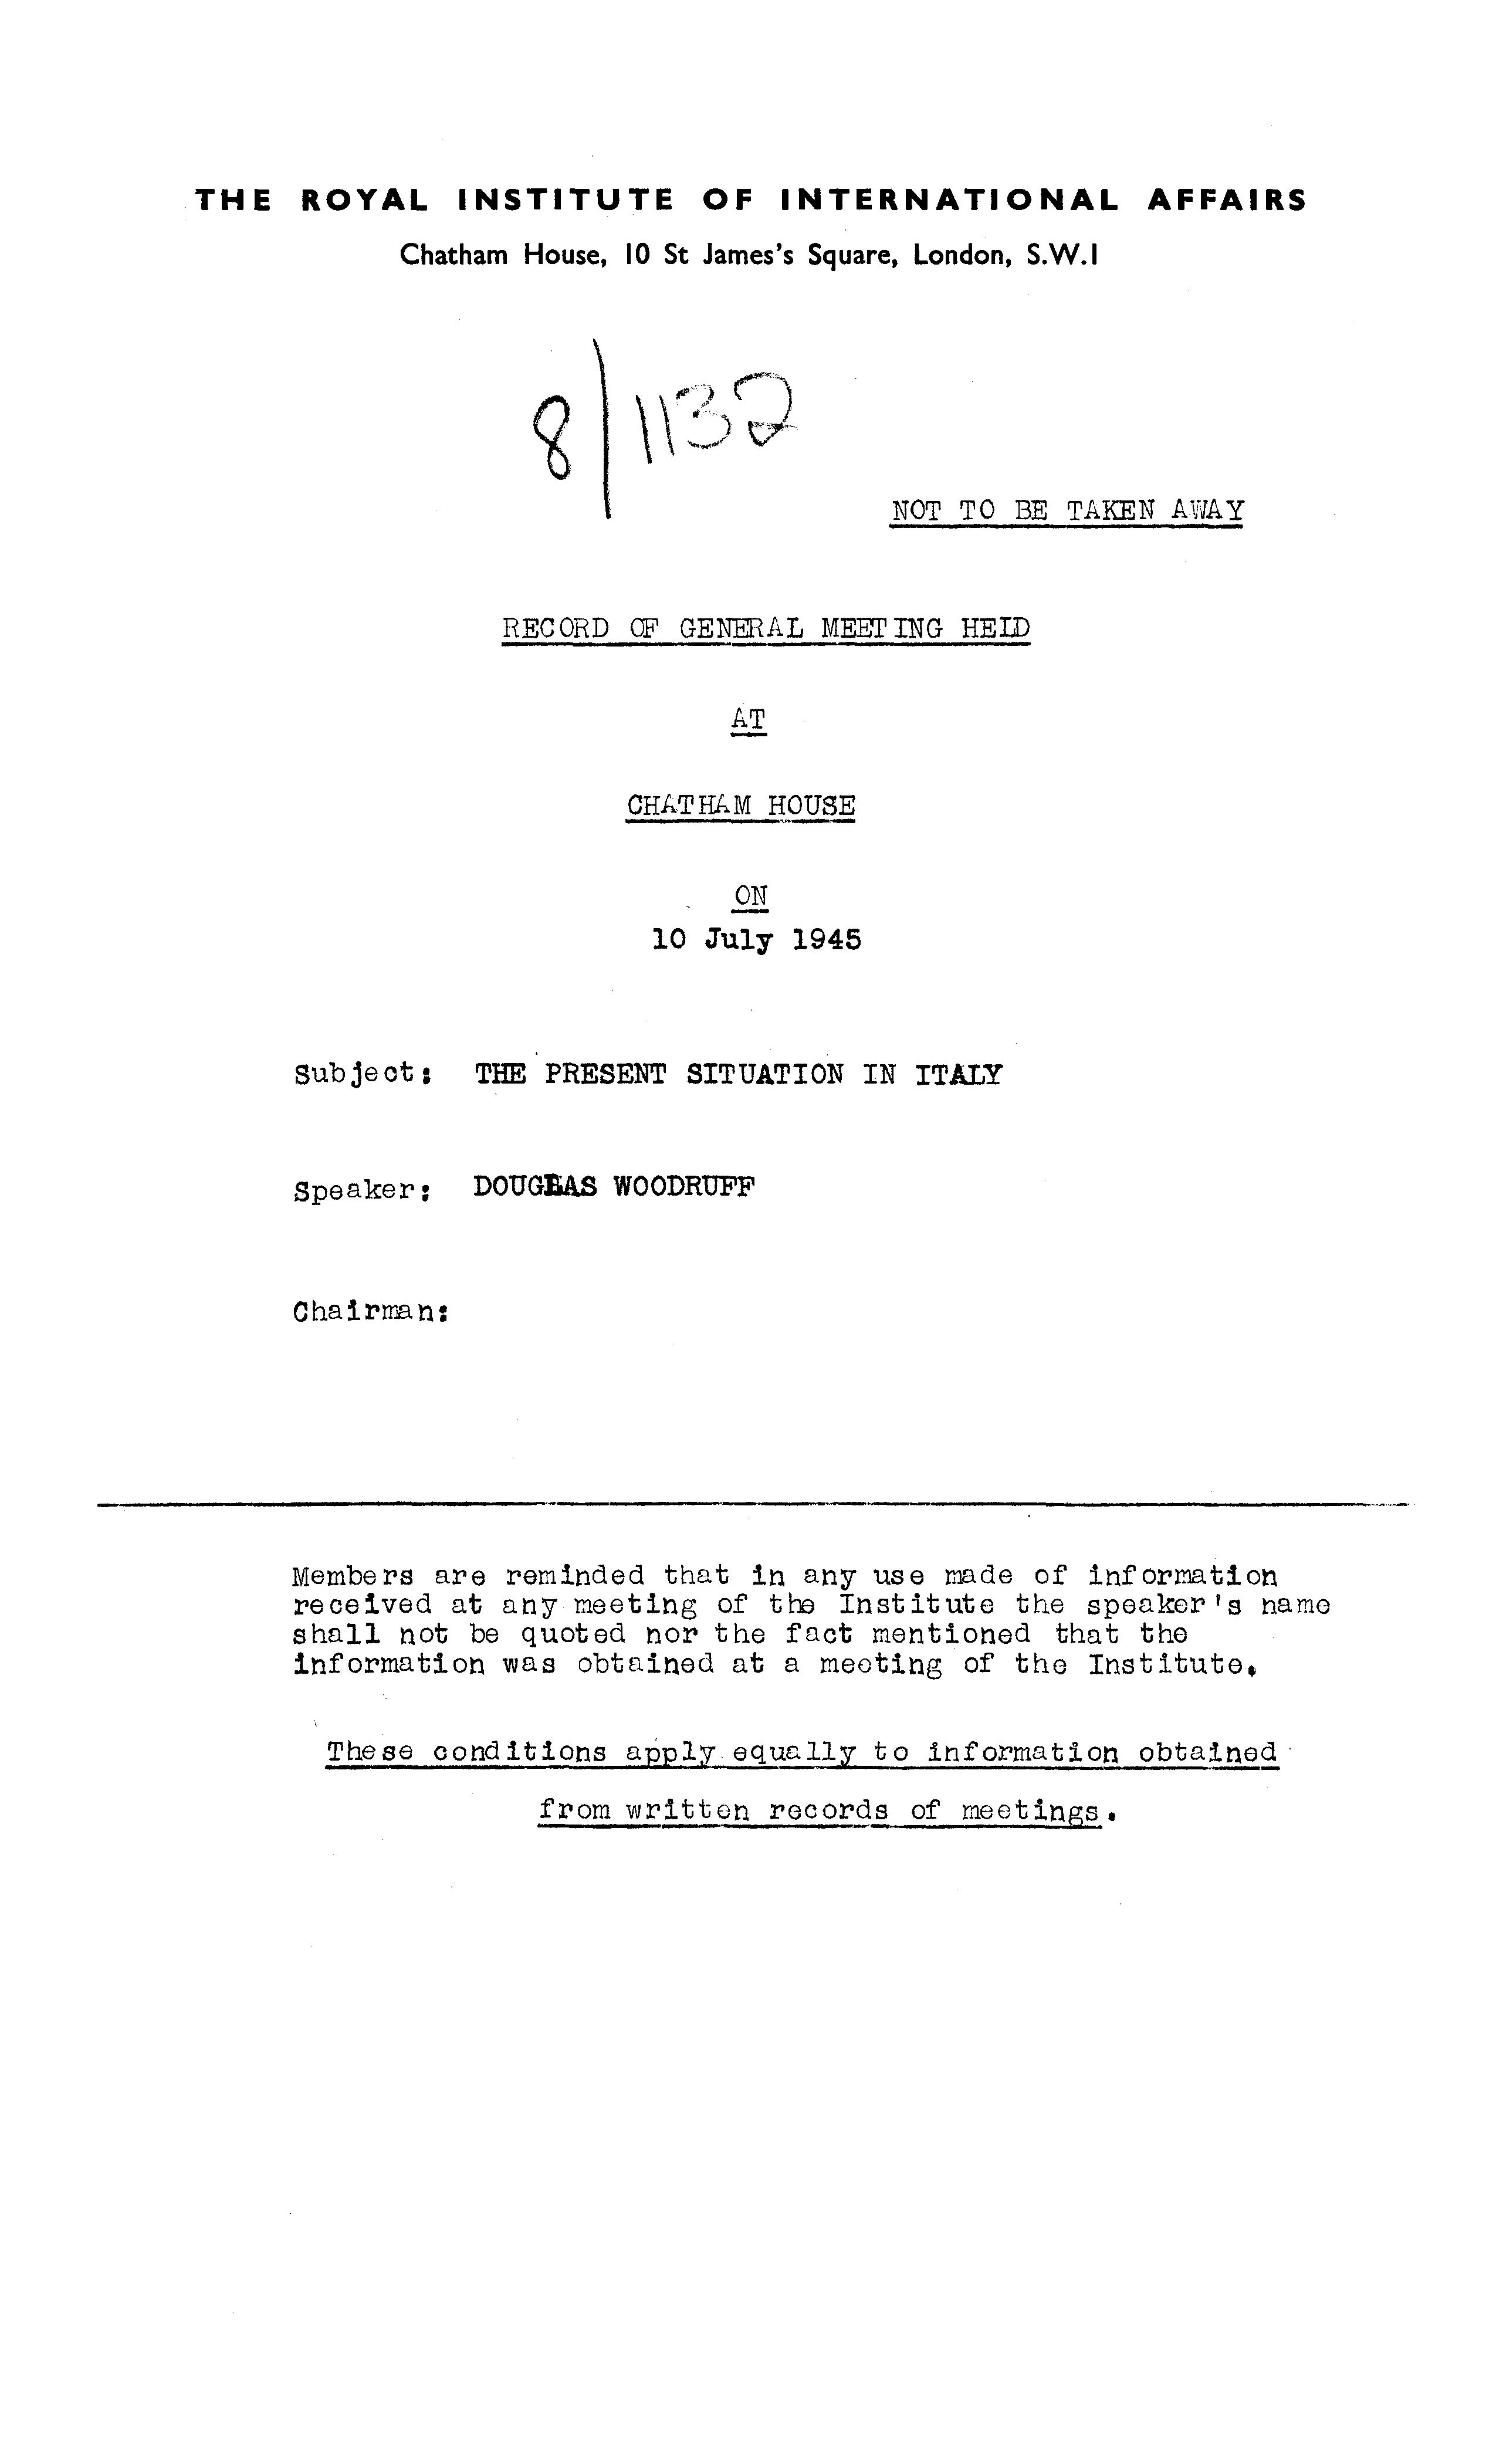 THE ROYAL INSTITUTE OF INTERNATIONAL AFFAIRS
Chatham House, 10 St James's Square, London, S.W.1
8/1132
NOT TO BE TAKEN AWAY
RECORD OF GENERAL MEETING HELD
AT
CHATHAM HOUSE
ON
10 July 1945
Subject: THE PRESENT SITUATION IN ITALY
Speaker: DOUGLAS WOODRUFF
Chairman:
Members are reminded that in any use made of information
received at any meeting of the Institute the speaker's name
shall not be quoted nor the fact mentioned that the
information was obtained at a meeting of the Institute.
These conditions apply equally to information obtained
from written records of meetings.